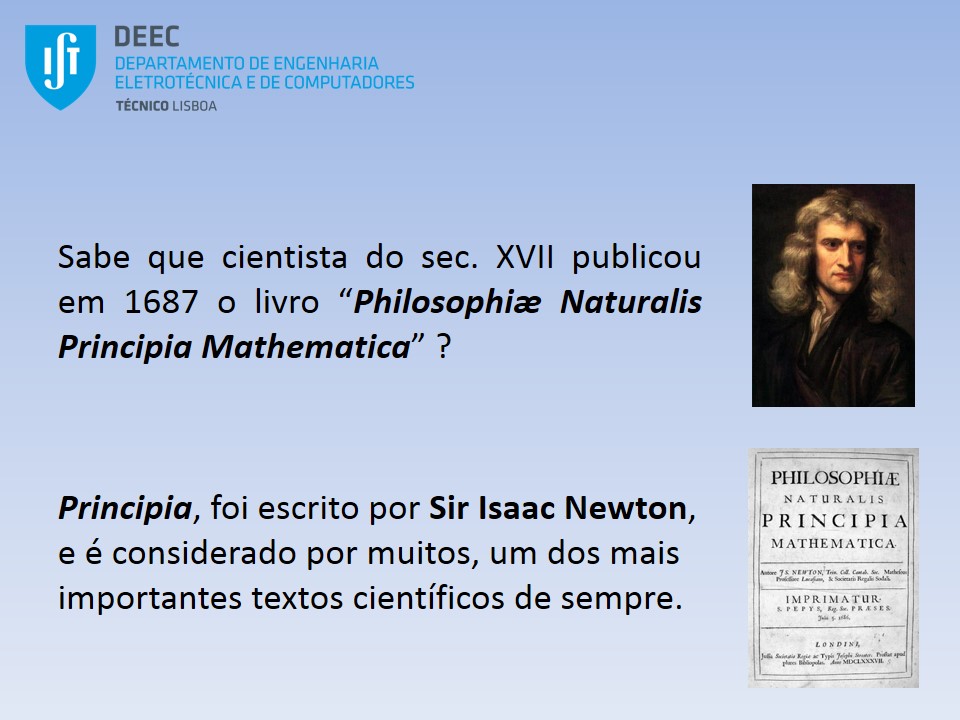 IST
DEEC
DEPARTAMENTO DE ENGENHARIA
ELETROTÉCNICA E DE COMPUTADORES
TÉCNICO LISBOA
Sabe que cientista do sec. XVII publicou
em 1687 o livro “Philosophiæ Naturalis
Principia Mathematica” ?
Principia, foi escrito por Sir Isaac Newton,
e é considerado por muitos, um dos mais
importantes textos científicos de sempre.
PHILOSOPHIÆ
NATURALIS
PRINCIPIA
MATHEMATICA
Autore J S. NEWTON, Trin. Coll. Cantab. Soc. Matheseos
Professore Lucasiano, & Societatis Regalis Sodali.
IMPRIMATUR·
S. PEPYS, Reg. Soc. PRÆSES.
Julii 5. 1686.
LONDINI,
Jussu Societatis Regiæ ac Typis Josephi Streater. Prostat apud
plures Bibliopolas. Anno MDCLXXXVII.